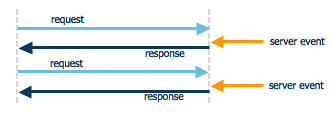 request
server event
response
request
server event
response